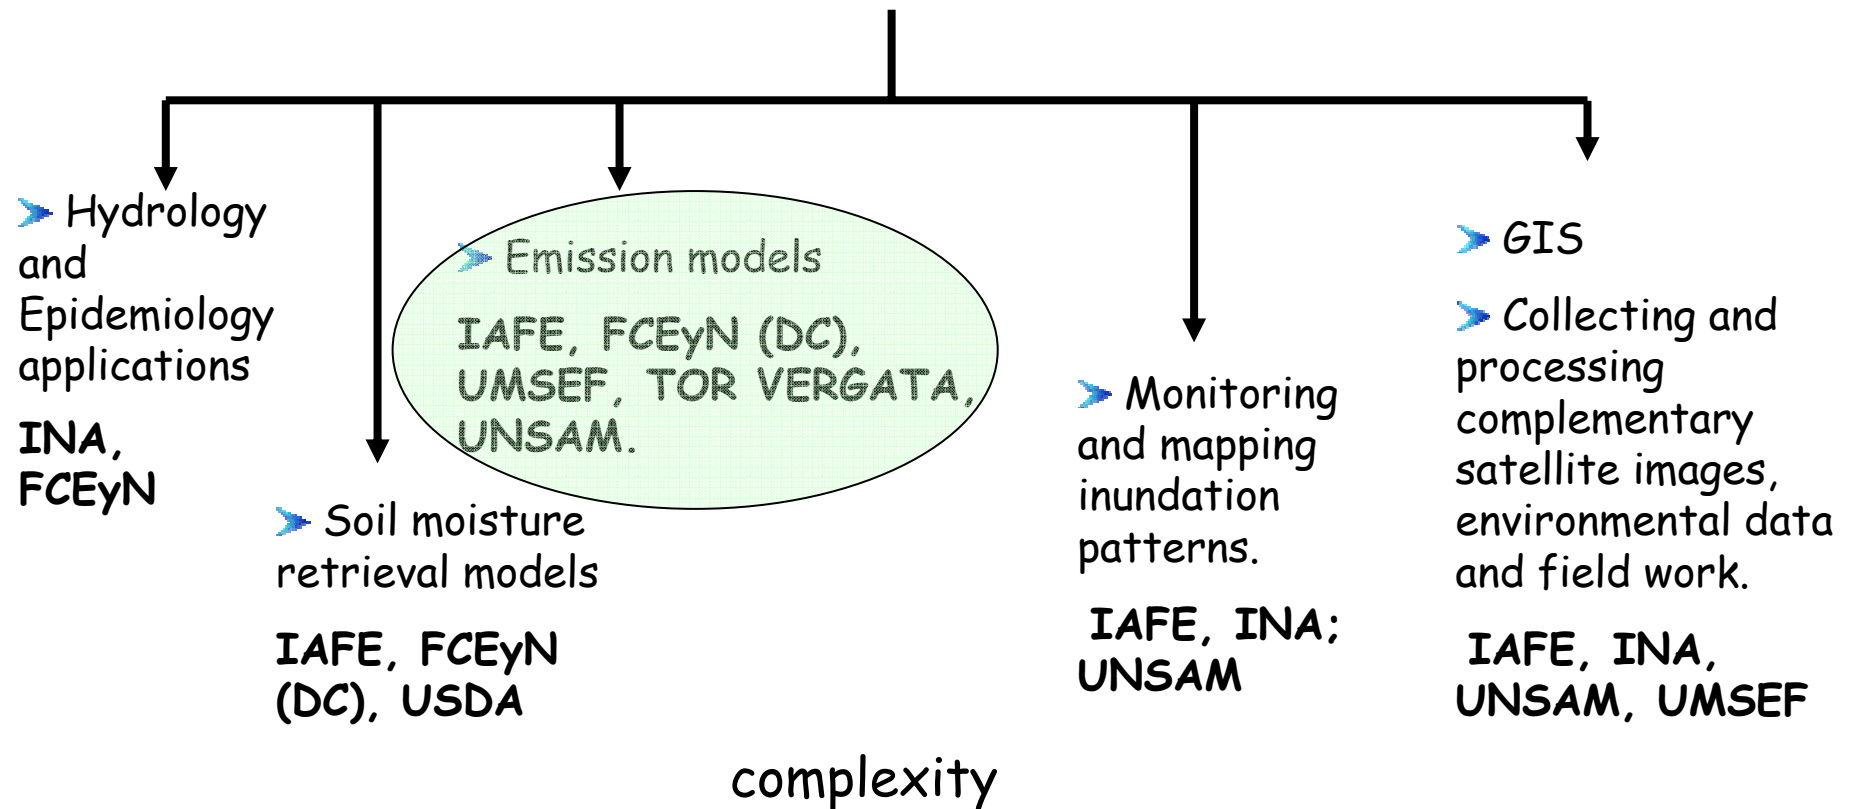 Hydrology
and
Epidemiology
applications
INA,
FCEyN
Soil moisture
retrieval models
IAFE, FCEyN
(DC), USDA
Emission models
IAFE, FCEyN (DC),
UMSEF, TOR VERGATA,
UNSAM.
Monitoring
and mapping
inundation
patterns.
IAFE, INA;
UNSAM
GIS
Collecting and
processing
complementary
satellite images,
environmental data
and field work.
IAFE, INA,
UNSAM, UMSEF
complexity